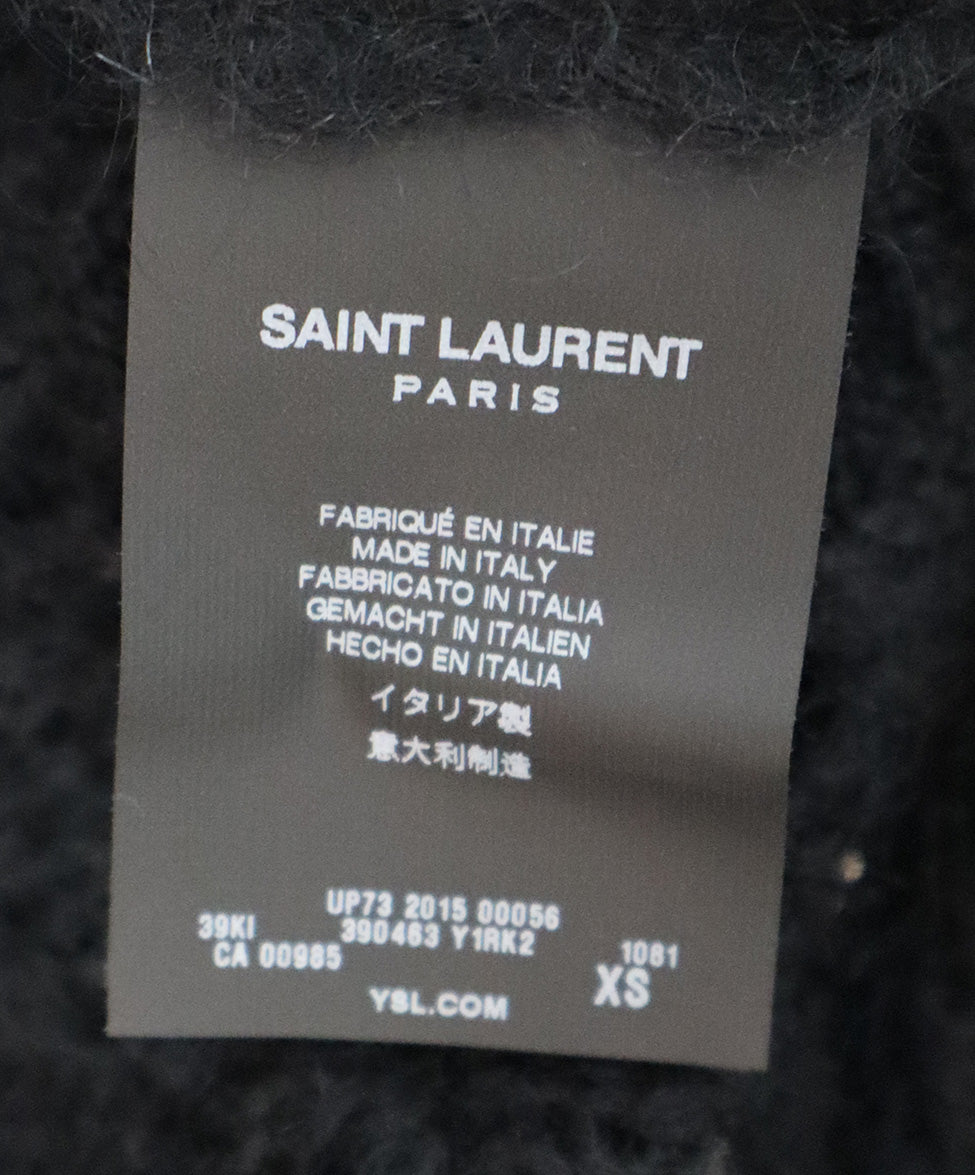 SAINT LAURENT
PARIS
FABRIQUÉ EN ITALIE
MADE IN ITALY
FABBRICATO IN ITALIA
GEMACHT IN ITALIEN
HECHO EN ITALIA
イタリア製
意大利制造
UP73 2015 00056
39KI 390463 Y1RK2 1081
CA 00985 XS
YSL.COM